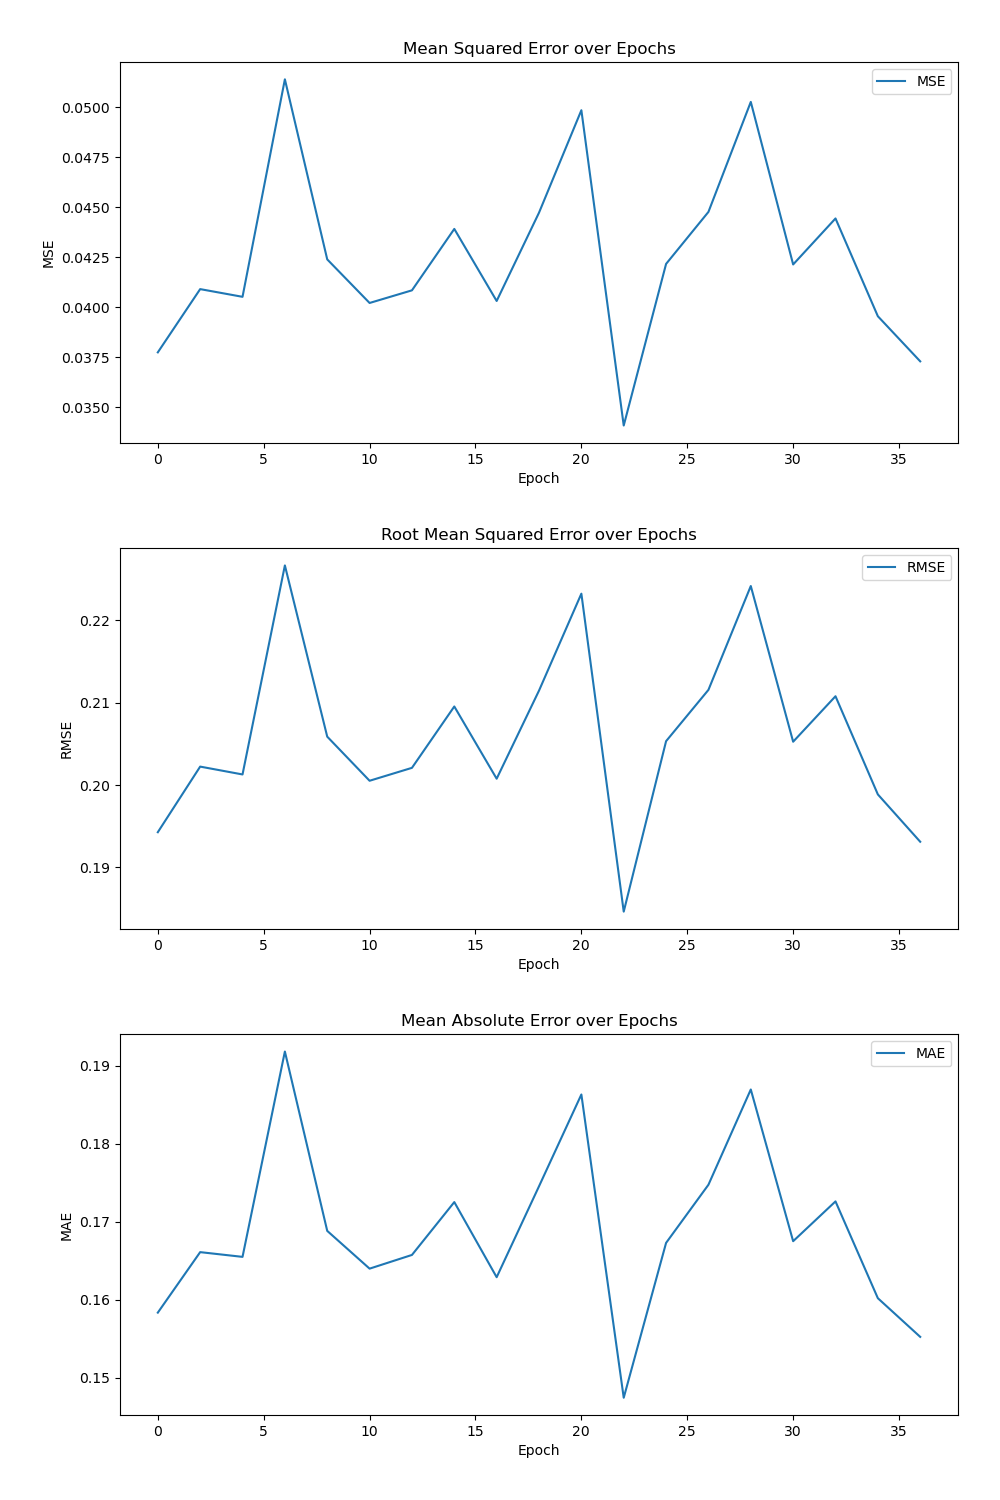 Mean Squared Error over Epochs
MSE
0.0500
0.0475
0.0450
0.0425
0.0400
0.0375
0.0350
MSE
0 5 10 15 20 25 30 35
Epoch
Root Mean Squared Error over Epochs
RMSE
0.22
0.21
0.20
0.19
RMSE
0 5 10 15 20 25 30 35
Epoch
Mean Absolute Error over Epochs
MAE
0.19
0.18
0.17
0.16
0.15
MAE
0 5 10 15 20 25 30 35
Epoch